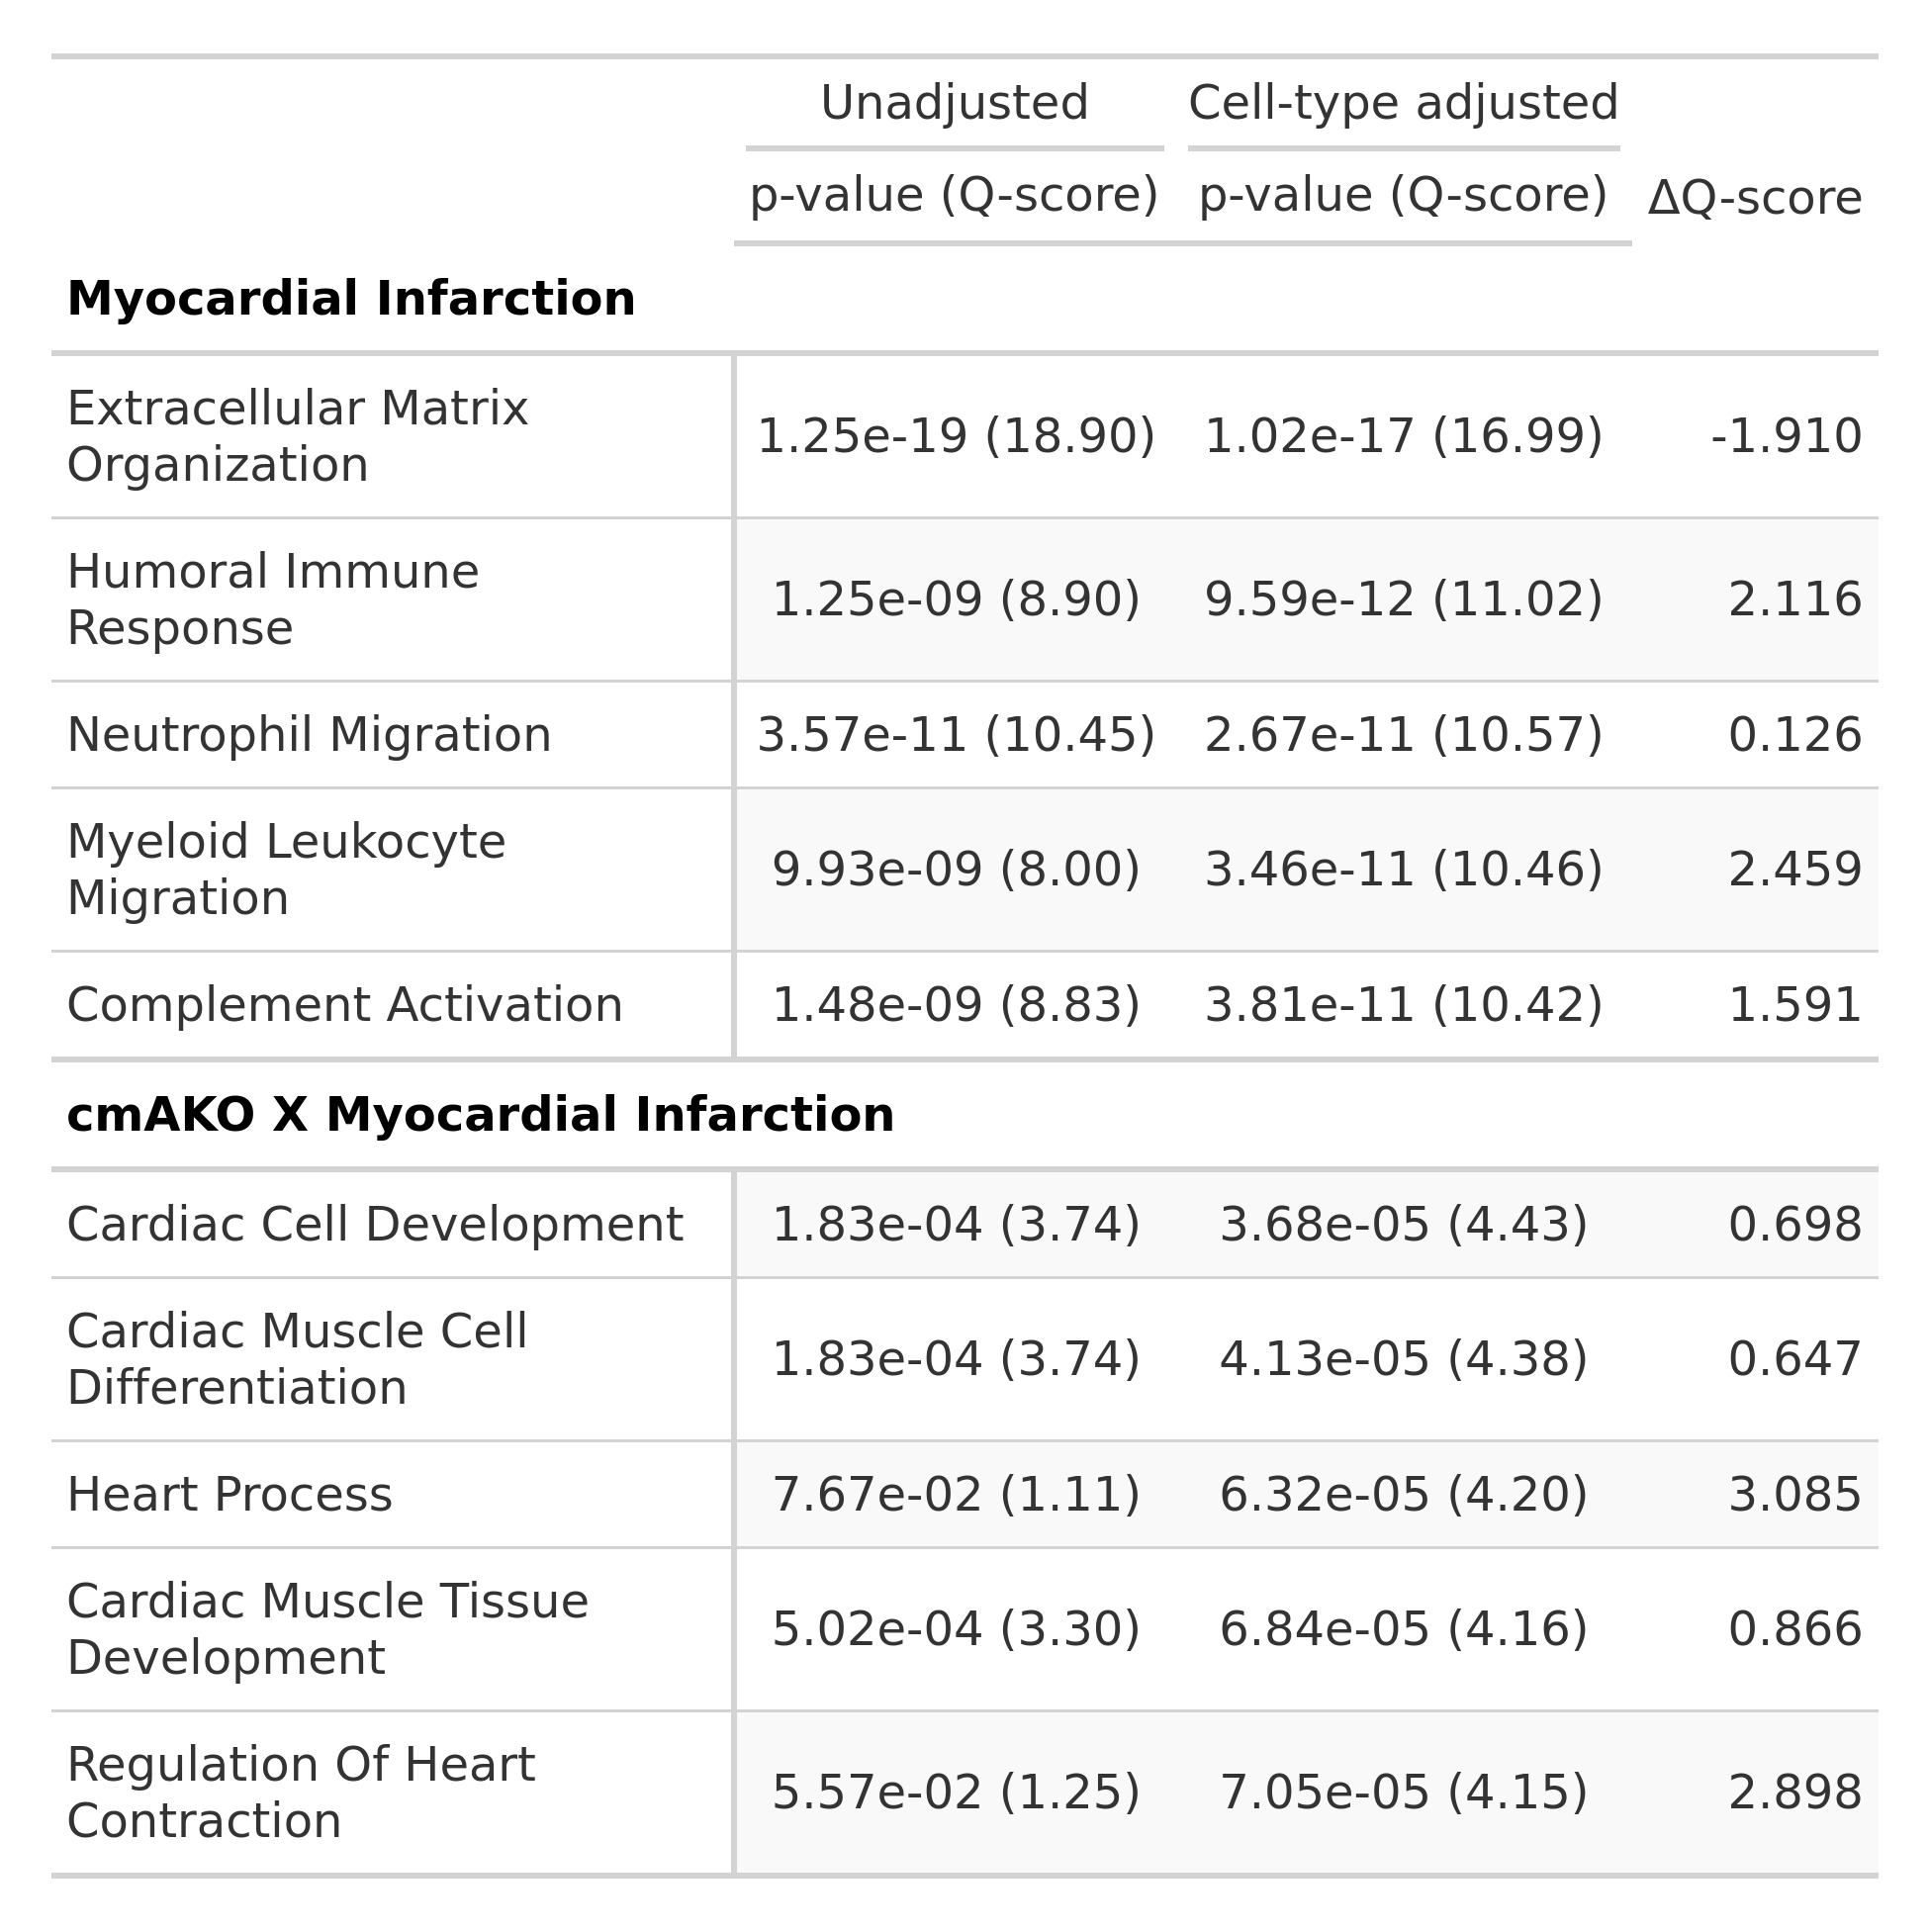 Unadjusted Cell-type adjusted
p-value (Q-score) p-value (Q-score) ΔQ-score
Myocardial Infarction
Extracellular Matrix
Organization
1.25e-19 (18.90) 1.02e-17 (16.99) -1.910
Humoral Immune
Response
1.25e-09 (8.90) 9.59e-12 (11.02) 2.116
Neutrophil Migration 3.57e-11 (10.45) 2.67e-11 (10.57) 0.126
Myeloid Leukocyte
Migration
9.93e-09 (8.00) 3.46e-11 (10.46) 2.459
Complement Activation 1.48e-09 (8.83) 3.81e-11 (10.42) 1.591
cmAKO X Myocardial Infarction
Cardiac Cell Development 1.83e-04 (3.74) 3.68e-05 (4.43) 0.698
Cardiac Muscle Cell
Differentiation
1.83e-04 (3.74) 4.13e-05 (4.38) 0.647
Heart Process 7.67e-02 (1.11) 6.32e-05 (4.20) 3.085
Cardiac Muscle Tissue
Development
5.02e-04 (3.30) 6.84e-05 (4.16) 0.866
Regulation Of Heart
Contraction
5.57e-02 (1.25) 7.05e-05 (4.15) 2.898